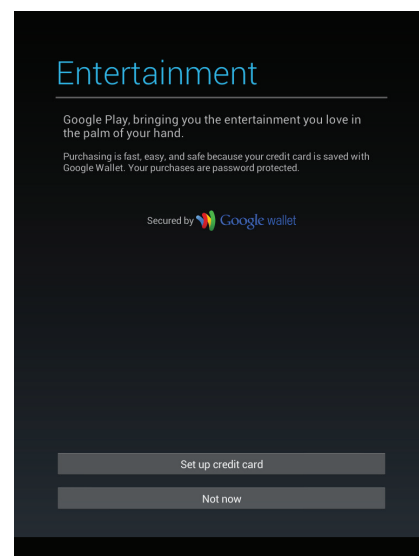 Entertainment
Google Play, bringing you the entertainment you love in
the palm of your hand.
Purchasing is fast, easy, and safe because your credit card is saved with
Google Wallet. Your purchases are password protected.
Secured by Google wallet
Set up credit card
Not now